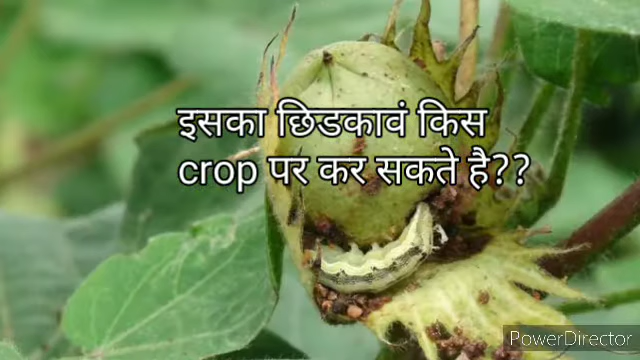 इसका छिडकावं किस
crop पर कर सकते है??
PowerDirector